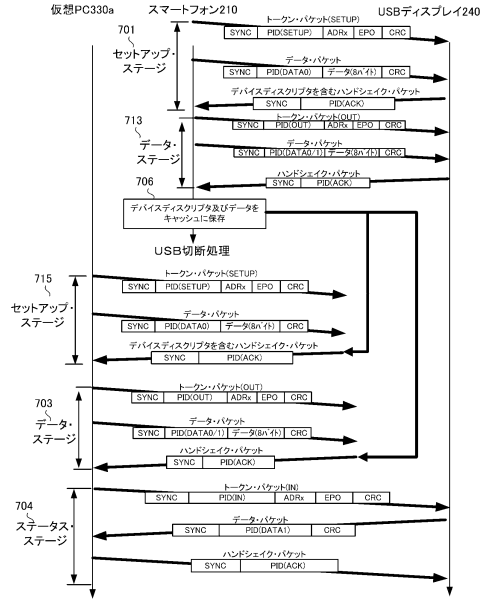 仮想PC330a スマートフォン210 USBディスプレイ240
701
セットアップ・
ステージ
トークン・パケット(SETUP)
SYNC PID(SETUP) ADRx EPO CRC
データ・パケット
SYNC PID(DATA0) データ(8バイト) CRC
デバイスディスクリプタを含むハンドシェイク・パケット
SYNC PID(ACK)
713
データ・
ステージ
トークン・パケット(OUT)
SYNC PID(OUT) ADRx EPO CRC
データ・パケット
SYNC PID(DATA0/1) データ(8バイト) CRC
ハンドシェイク・パケット
SYNC PID(ACK)
706
デバイスディスクリプタ及びデータを
キャッシュに保存
USB切断処理
715
セットアップ・
ステージ
トークン・パケット(SETUP)
SYNC PID(SETUP) ADRx EPO CRC
データ・パケット
SYNC PID(DATA0) データ(8バイト) CRC
デバイスディスクリプタを含むハンドシェイク・パケット
SYNC PID(ACK)
703
データ・
ステージ
トークン・パケット(OUT)
SYNC PID(OUT) ADRx EPO CRC
データ・パケット
SYNC PID(DATA0/1) データ(8バイト) CRC
ハンドシェイク・パケット
SYNC PID(ACK)
704
ステータス・
ステージ
トークン・パケット(IN)
SYNC PID(IN) ADRx EPO CRC
データ・パケット
SYNC PID(DATA1) CRC
ハンドシェイク・パケット
SYNC PID(ACK)